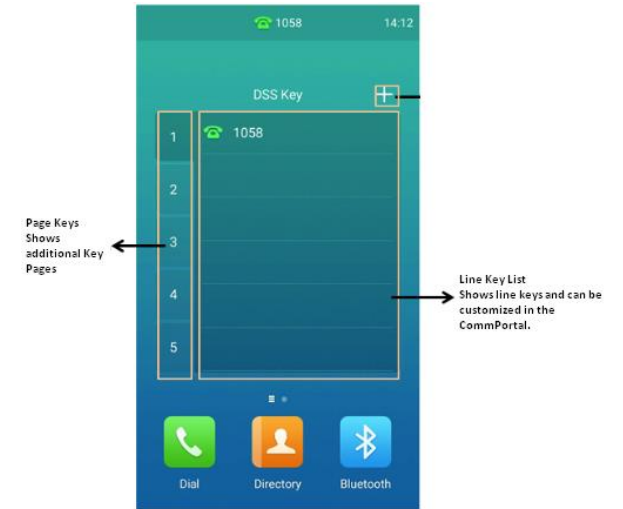 1058 14:12
DSS Key
1 1058
2
3
4
5
Page Keys
Shows
additional Key
Pages
Line Key List
Shows line keys and can be
customized in the
CommPortal.
Dial Directory Bluetooth